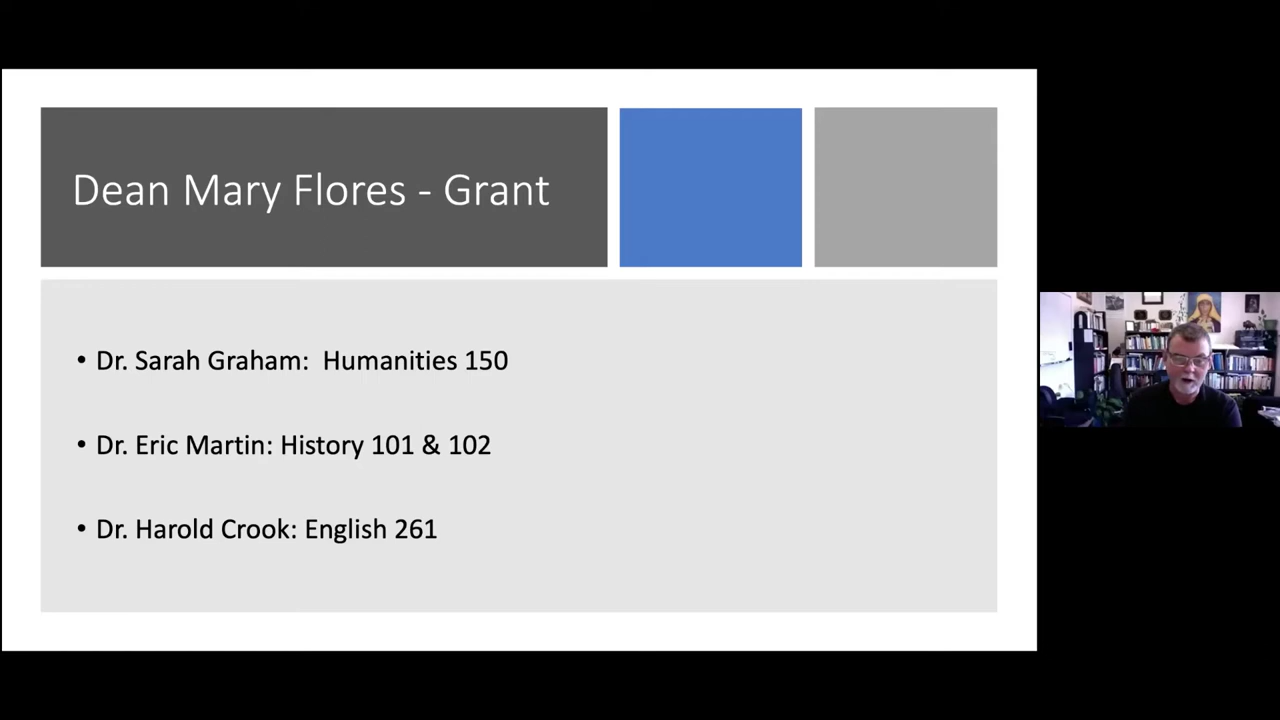 Dean Mary Flores - Grant
• Dr. Sarah Graham:  Humanities 150
• Dr. Eric Martin: History 101 & 102
• Dr. Harold Crook: English 261